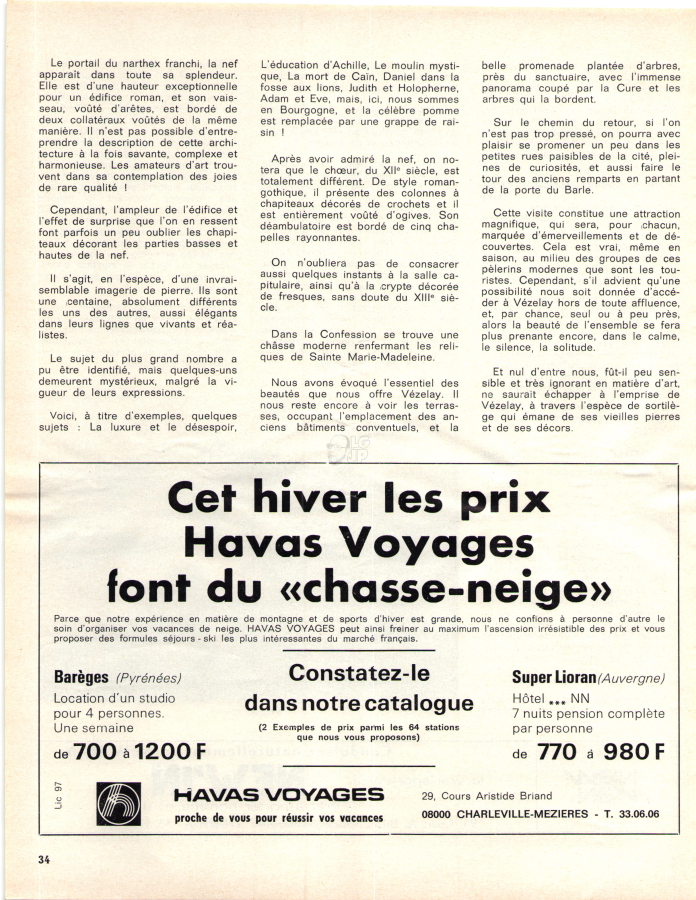 Le portail du narthex franchi, la nef
apparaît dans toute sa splendeur.
Elle est d'une hauteur exceptionnelle
pour un édifice roman, et son vais-
seau, voûté d'arêtes, est bordé de
deux collatéraux voûtés de la même
manière. Il n'est pas possible d'entre-
prendre la description de cette archi-
tecture à la fois savante, complexe et
harmonieuse. Les amateurs d'art trou-
vent dans sa contemplation des joies
de rare qualité !
Cependant, l'ampleur de l'édifice et
l'effet de surprise que l'on en ressent
font parfois un peu oublier les chapi-
teaux décorant les parties basses et
hautes de la nef.
Il s'agit, en l'espèce, d'une invrai-
semblable imagerie de pierre. Ils sont
une centaine, absolument différents
les uns des autres, aussi élégants
dans leurs lignes que vivants et réa-
listes.
Le sujet du plus grand nombre a
pu être identifié, mais quelques-uns
demeurent mystérieux, malgré la vi-
gueur de leurs expressions.
Voici, à titre d'exemples, quelques
sujets : La luxure et le désespoir,
L'éducation d'Achille, Le moulin mysti-
que, La mort de Caïn, Daniel dans la
fosse aux lions, Judith et Holopherne,
Adam et Eve, mais, ici, nous sommes
en Bourgogne, et la célèbre pomme
est remplacée par une grappe de rai-
sin !
Après avoir admiré la nef, on no-
tera que le chœur, du XIIe siècle, est
totalement différent. De style roman-
gothique, il présente des colonnes à
chapiteaux décorés de crochets et il
est entièrement voûté d'ogives. Son
déambulatoire est bordé de cinq cha-
pelles rayonnantes.
On n'oubliera pas de consacrer
aussi quelques instants à la salle ca-
pitulaire, ainsi qu'à la crypte décorée
de fresques, sans doute du XIIIe siè-
cle.
Dans la Confession se trouve une
châsse moderne renfermant les reli-
ques de Sainte Marie-Madeleine.
Nous avons évoqué l'essentiel des
beautés que nous offre Vézelay. Il
nous reste encore à voir les terras-
ses, occupant l'emplacement des an-
ciens bâtiments conventuels, et la
belle promenade plantée d'arbres,
près du sanctuaire, avec l'immense
panorama coupé par la Cure et les
arbres qui la bordent.
Sur le chemin du retour, si l'on
n'est pas trop pressé, on pourra avec
plaisir se promener un peu dans les
petites rues paisibles de la cité, plei-
nes de curiosités, et aussi faire le
tour des anciens remparts en partant
de la porte du Barle.
Cette visite constitue une attraction
magnifique, qui sera, pour chacun,
marquée d'émerveillements et de dé-
couvertes. Cela est vrai, même en
saison, au milieu des groupes de ces
pèlerins modernes que sont les tou-
ristes. Cependant, s'il advient qu'une
possibilité nous soit donnée d'accé-
der à Vézelay hors de toute affluence,
et, par chance, seul ou à peu près,
alors la beauté de l'ensemble se fera
plus prenante encore, dans le calme,
le silence, la solitude.
Et nul d'entre nous, fût-il peu sen-
sible et très ignorant en matière d'art,
ne saurait échapper à l'emprise de
Vézelay, à travers l'espèce de sortilè-
ge qui émane de ses vieilles pierres
et de ses décors.
Cet hiver les prix
Havas Voyages
font du «chasse-neige»
Parce que notre expérience en matière de montagne et de sports d'hiver est grande, nous ne confions à personne d'autre le
soin d'organiser vos vacances de neige. HAVAS VOYAGES peut ainsi freiner au maximum l'ascension irrésistible des prix et vous
proposer des formules séjours - ski les plus intéressantes du marché français.
Barèges (Pyrénées)
Location d'un studio
pour 4 personnes.
Une semaine
de 700 à 1200 F
Constatez-le
dans notre catalogue
(2 Exemples de prix parmi les 64 stations
que nous vous proposons)
Super Lioran (Auvergne)
Hôtel *** NN
7 nuits pension complète
par personne
de 770 á 980 F
Lic 97
HAVAS VOYAGES
proche de vous pour réussir vos vacances
29, Cours Aristide Briand
08000 CHARLEVILLE-MEZIERES - T. 33.06.06
34